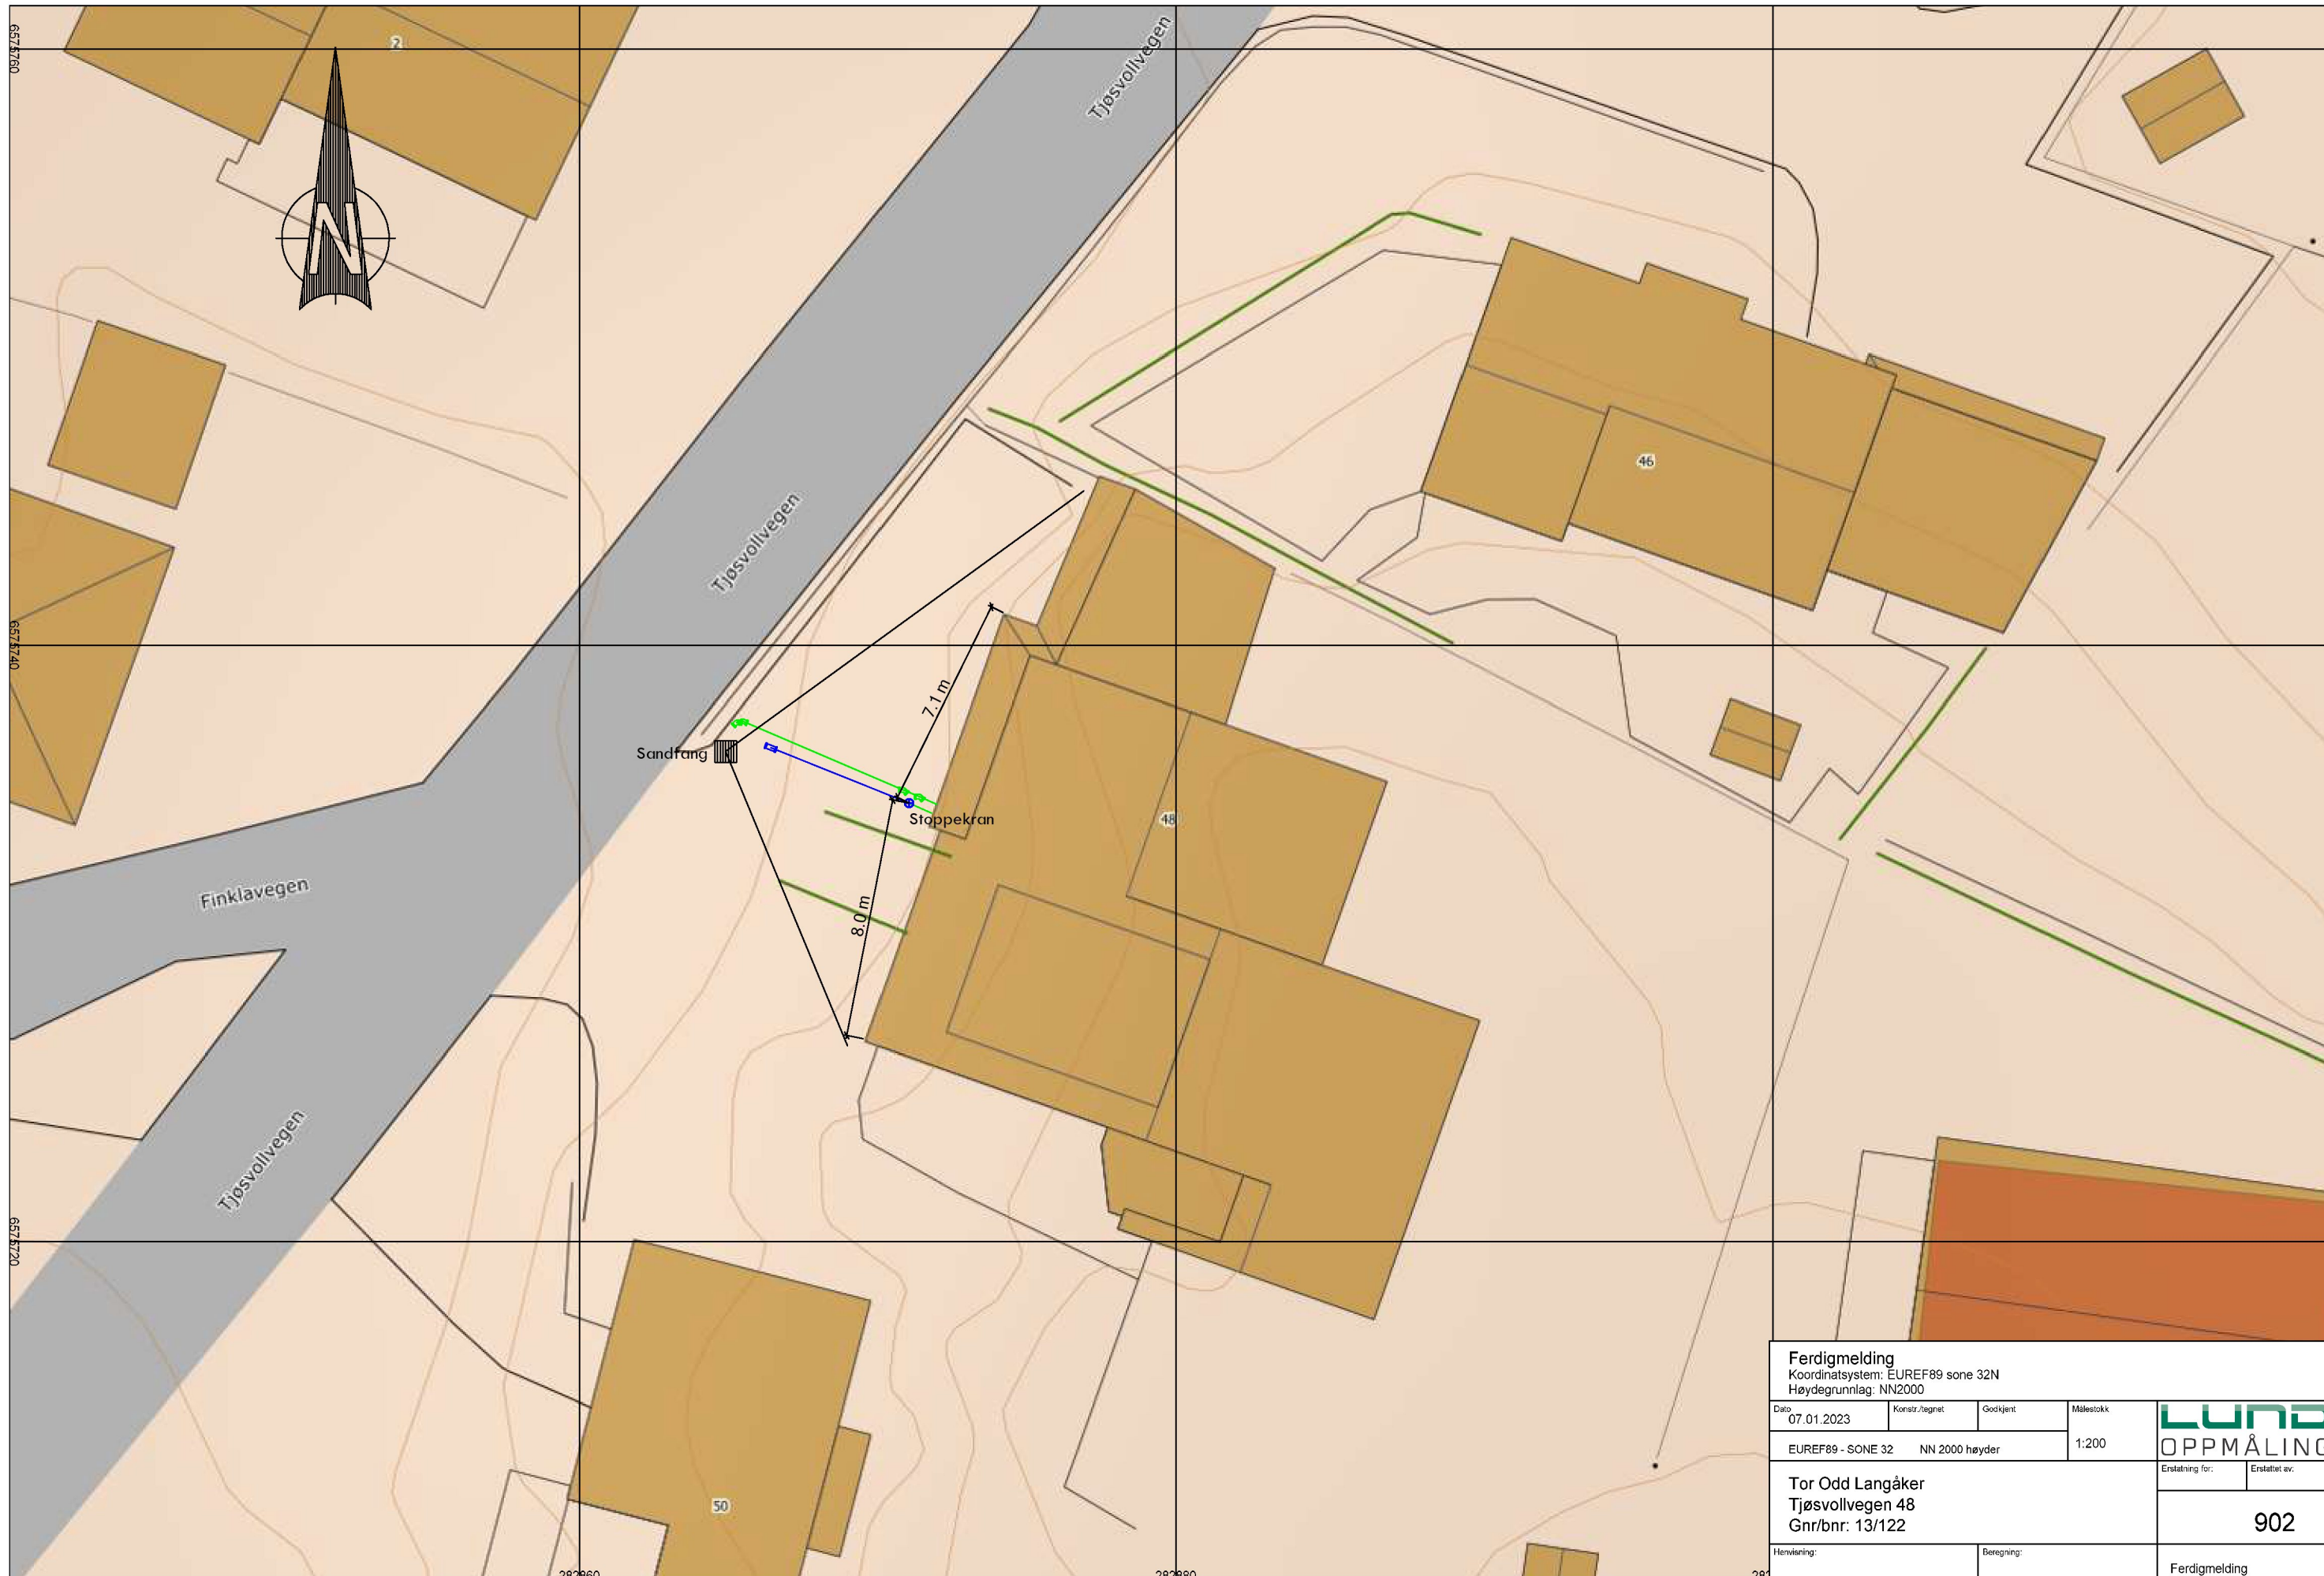 6575760
2
N
Tjøsvollvegen
46
Tjøsvollvegen
6575740
7.1 m
Sandfang
Stoppekran
48
Finklavegen
8.0 m
Tjøsvollvegen
6575720
50
282860
282880
Ferdigmelding
Koordinatsystem: EUREF89 sone 32N
Høydegrunnlag: NN2000
Dato
07.01.2023
Konstr./tegnet
Godkjent
Målestokk
1:200
EUREF89 - SONE 32 NN 2000 høyder
OPPMÅLING
Tor Odd Langåker
Tjøsvollvegen 48
Gnr/bnr: 13/122
Erstatning for:
Erstattet av:
902
Henvisning:
Beregning:
Ferdigmelding